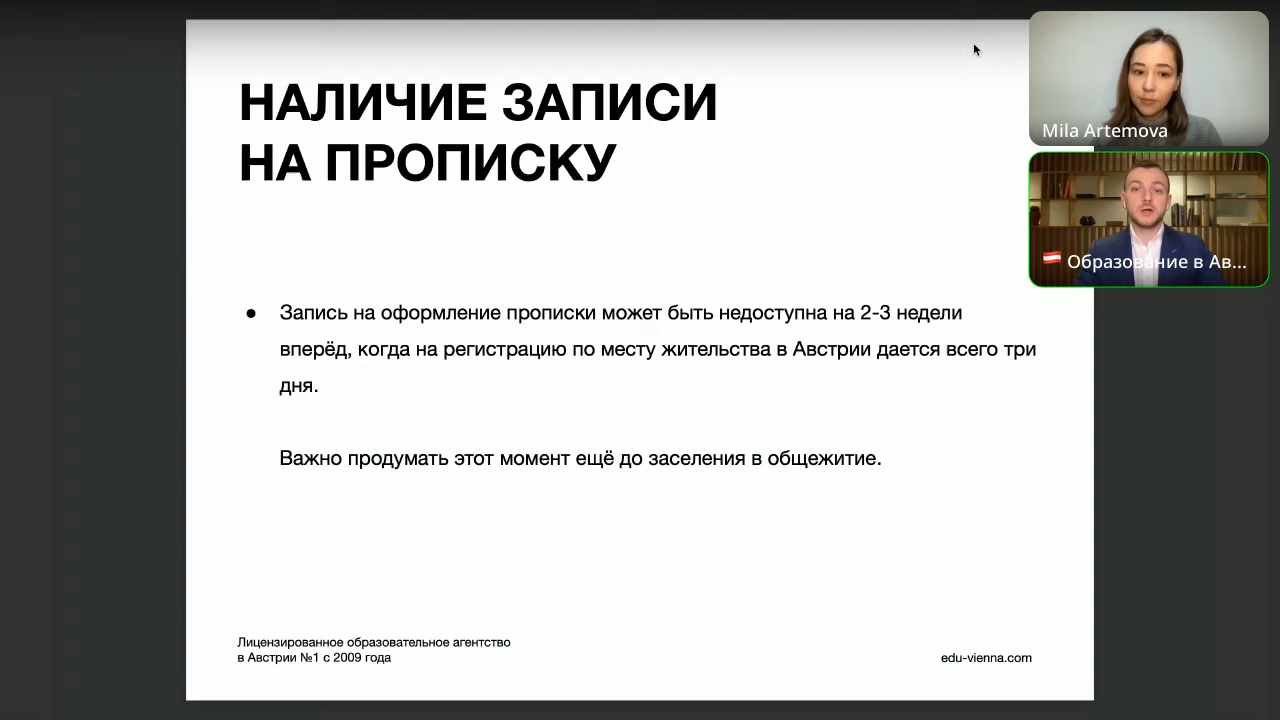 НАЛИЧИЕ ЗАПИСИ
НА ПРОПИСКУ
● Запись на оформление прописки может быть недоступна на 2-3 недели
вперёд, когда на регистрацию по месту жительства в Австрии дается всего три
дня.
Важно продумать этот момент ещё до заселения в общежитие.
Лицензированное образовательное агентство
в Австрии №1 с 2009 года
edu-vienna.com
Mila Artemova
Образование в Ав...